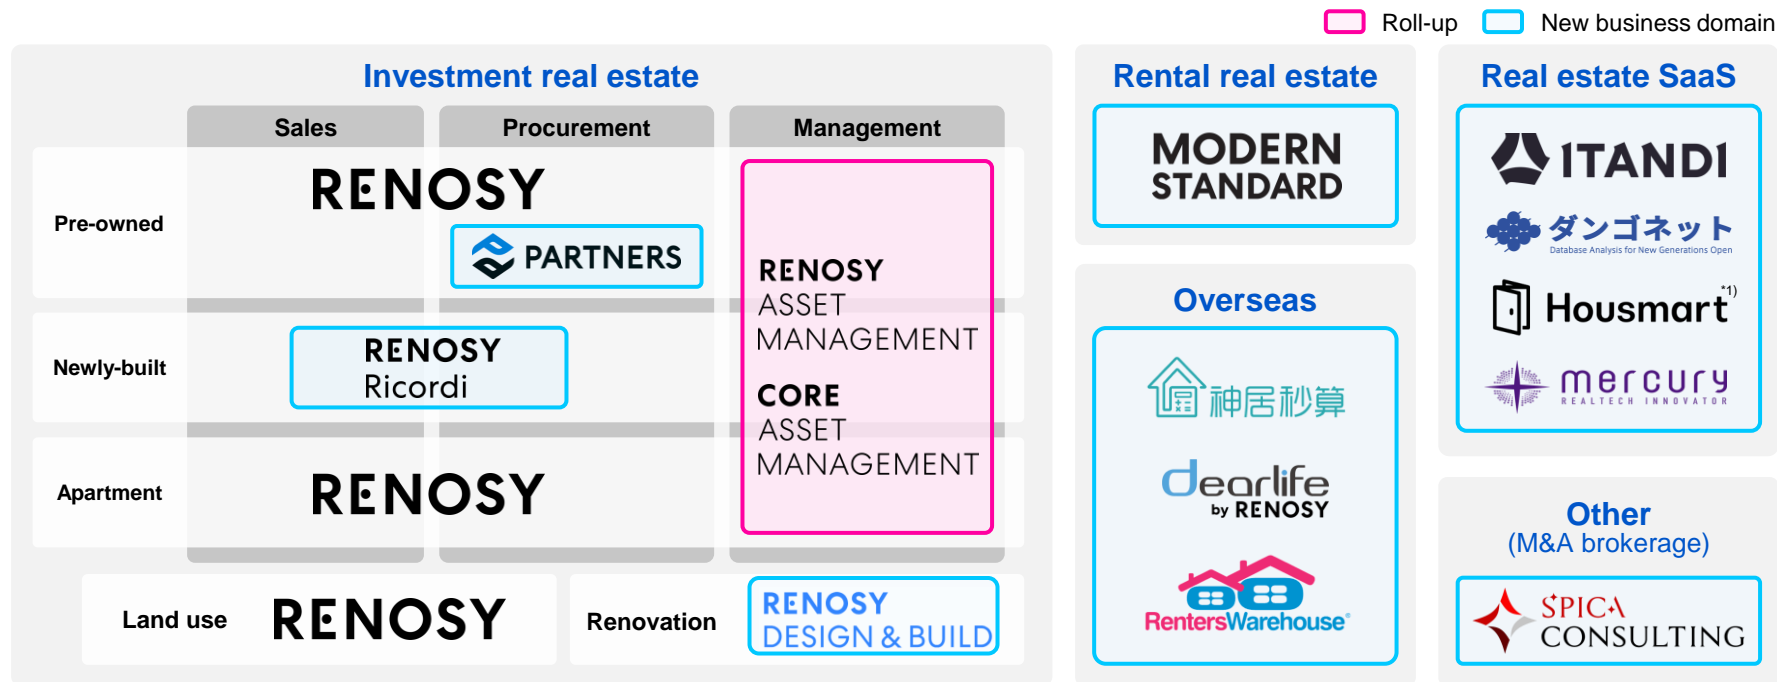 Roll-up
New business domain
Investment real estate
Sales
Procurement
Management
Pre-owned
RENOSY
PARTNERS
Newly-built
RENOSY
Ricordi
Apartment
RENOSY
RENOSY
ASSET
MANAGEMENT
CORE
ASSET
MANAGEMENT
Land use
RENOSY
Renovation
RENOSY
DESIGN & BUILD
Rental real estate
MODERN
STANDARD
Overseas
神居秒算
dearlife
by RENOSY
RentersWarehouse®
Real estate SaaS
ITANDI
ダンゴネット
Database Analysis for New Generations Open
Housmart*1)
mercury
REALTECH INNOVATOR
Other
(M&A brokerage)
SPICA
CONSULTING